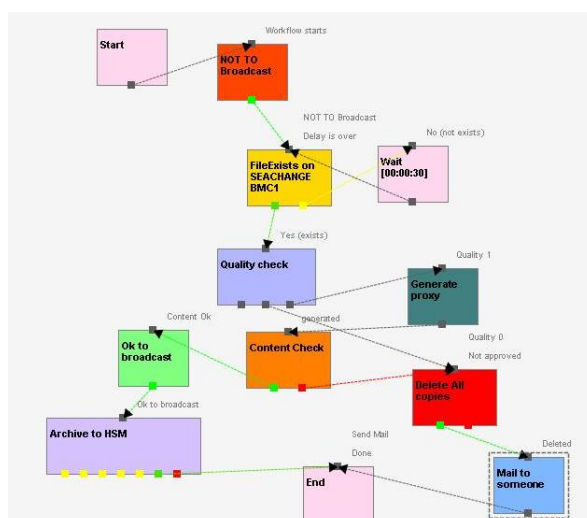 Workflow starts
Start
NOT TO
Broadcast
NOT TO Broadcast
Delay is over
No (not exists)
FileExists on
SEACHANGE
BMC1
Wait
[00:00:30]
Yes (exists)
Quality check
Quality 1
Generate
proxy
Content Ok
generated
Ok to
broadcast
Content Check
Quality 0
Not approved
Delete All
copies
Ok to broadcast
Archive to HSM
Send Mail
Done
Deleted
End
Mail to
someone